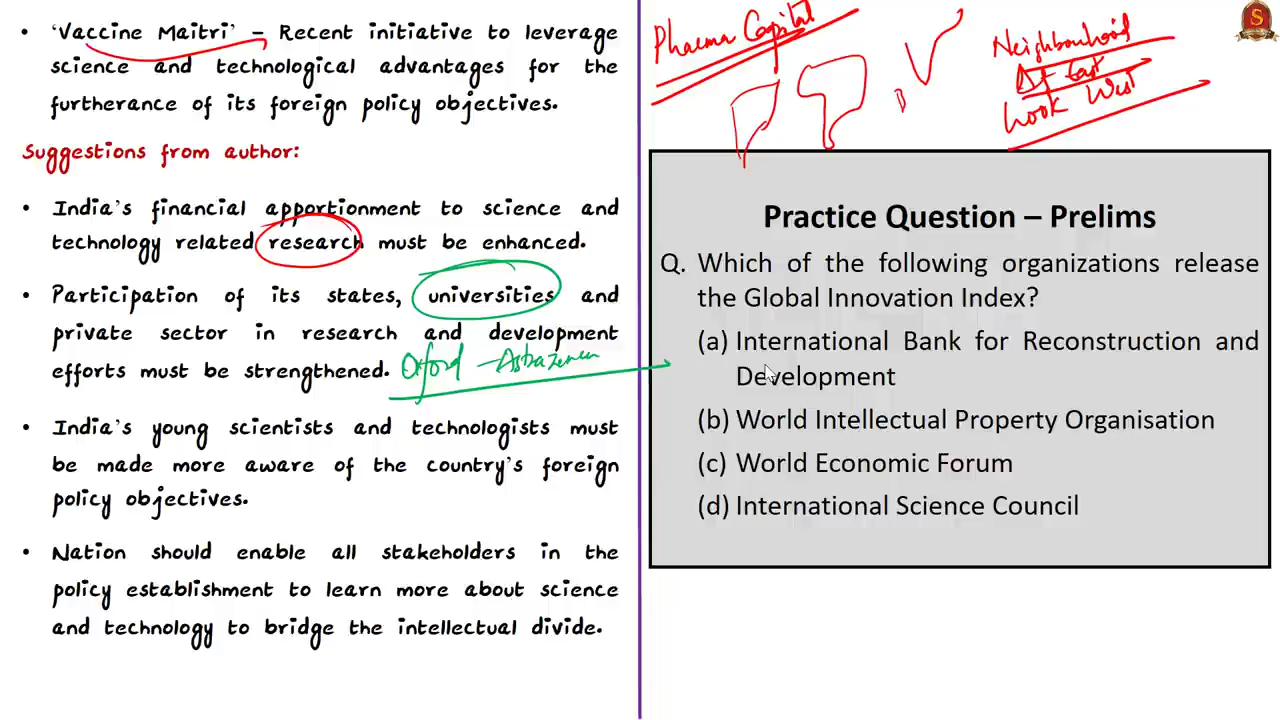 • 'Vaccine Maitri' – Recent initiative to leverage
science and technological advantages for the
furtherance of its foreign policy objectives.
Suggestions from author:
• India's financial apportionment to science and
technology related research must be enhanced.
• Participation of its states, universities and
private sector in research and development
efforts must be strengthened.
Oxford – Astrazeneca
• India's young scientists and technologists must
be made more aware of the country's foreign
policy objectives.
• Nation should enable all stakeholders in the
policy establishment to learn more about science
and technology to bridge the intellectual divide.
Pharma Capital
Neighbourhood
Act East
Look West
S
Practice Question – Prelims
Q. Which of the following organizations release
the Global Innovation Index?
(a) International Bank for Reconstruction and
Development
(b) World Intellectual Property Organisation
(c) World Economic Forum
(d) International Science Council